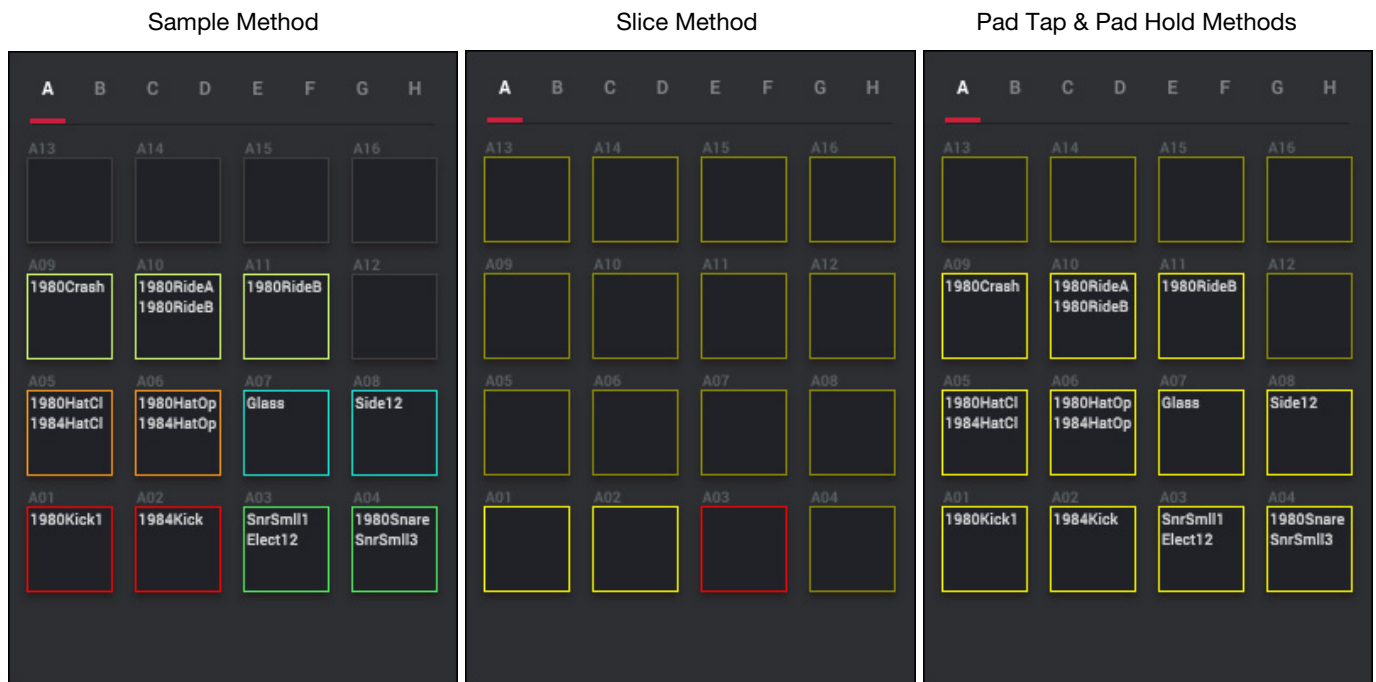 Sample Method
A B C D E F G H
A13 A14 A15 A16
A09 A10 A11 A12
1980Crash 1980RideA 1980RideB
1980RideB
A05 A06 A07 A08
1980HatCl 1980HatOp Glass Side12
1984HatCl 1984HatOp
A01 A02 A03 A04
1980Kick1 1984Kick SnrSmll1 1980Snare
Elect12 SnrSmll3
Slice Method
A B C D E F G H
A13 A14 A15 A16
A09 A10 A11 A12
A05 A06 A07 A08
A01 A02 A03 A04
Pad Tap & Pad Hold Methods
A B C D E F G H
A13 A14 A15 A16
A09 A10 A11 A12
1980Crash 1980RideA 1980RideB
1980RideB
A05 A06 A07 A08
1980HatCl 1980HatOp Glass Side12
1984HatCl 1984HatOp
A01 A02 A03 A04
1980Kick1 1984Kick SnrSmll1 1980Snare
Elect12 SnrSmll3